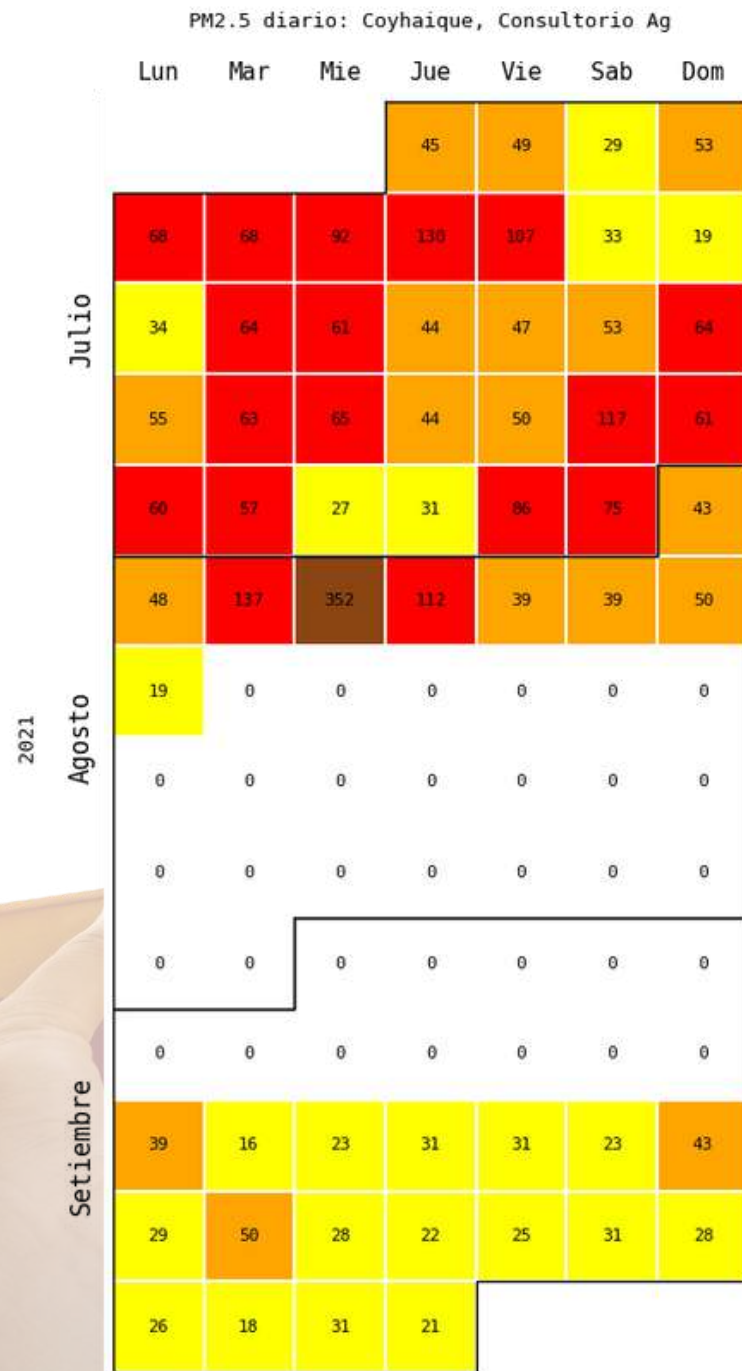 PM2.5 diario: Coyhaique, Consultorio Ag
Lun Mar Mie Jue Vie Sab Dom
45 49 29 53
68 68 92 130 107 33 19
Julio
34 64 61 44 47 53 64
55 63 65 44 50 117 61
60 57 27 31 86 75 43
48 137 352 112 39 39 50
19 0 0 0 0 0 0
2021
Agosto
0 0 0 0 0 0 0
0 0 0 0 0 0 0
0 0 0 0 0 0 0
0 0 0 0 0 0 0
Setiembre
39 16 23 31 31 23 43
29 50 28 22 25 31 28
26 18 31 21